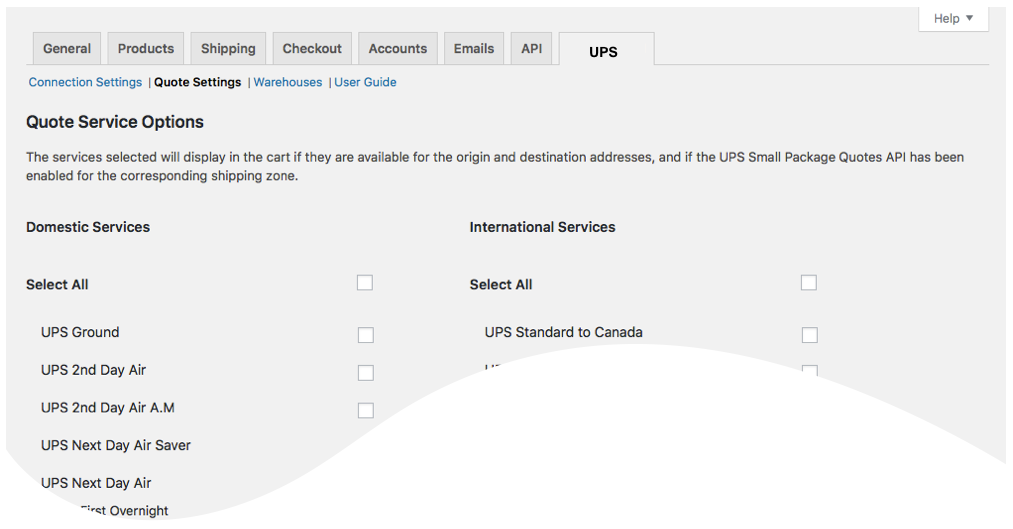 Help ▼
General Products Shipping Checkout Accounts Emails API UPS
Connection Settings | Quote Settings | Warehouses | User Guide
Quote Service Options
The services selected will display in the cart if they are available for the origin and destination addresses, and if the UPS Small Package Quotes API has been
enabled for the corresponding shipping zone.
Domestic Services International Services
Select All Select All
UPS Ground UPS Standard to Canada
UPS 2nd Day Air
UPS 2nd Day Air A.M
UPS Next Day Air Saver
UPS Next Day Air
First Overnight